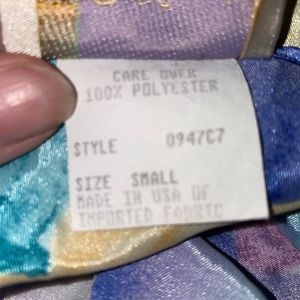 CARE OVER
100% POLYESTER
STYLE 0947C7
SIZE SMALL
MADE IN USA OF
IMPORTED FABRIC